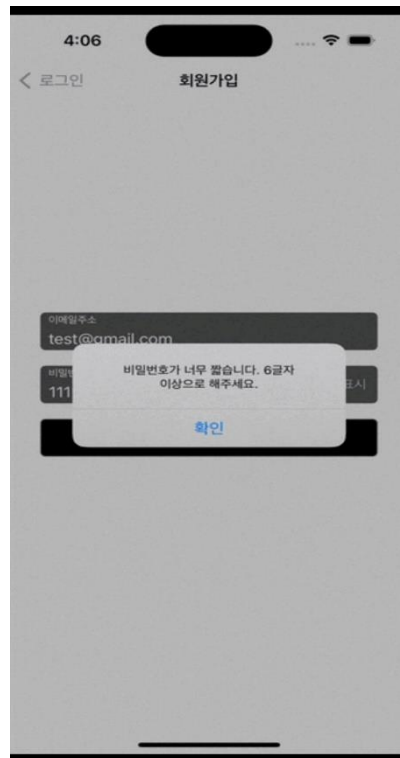 4:06
로그인
회원가입
이메일주소
test@gmail.com
비밀번호가 너무 짧습니다. 6글자
이상으로 해주세요.
111
표시
확인